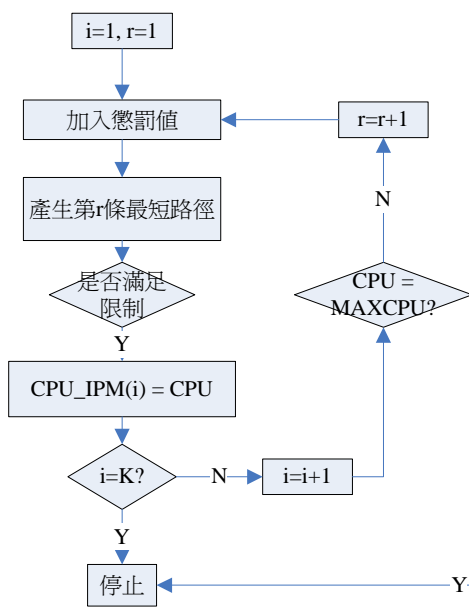 i=1, r=1
加入懲罰值
r=r+1
產生第r條最短路徑
N
是否滿足
限制
CPU =
MAXCPU?
Y
CPU_IPM(i) = CPU
i=K?
N
i=i+1
Y
停止
Y